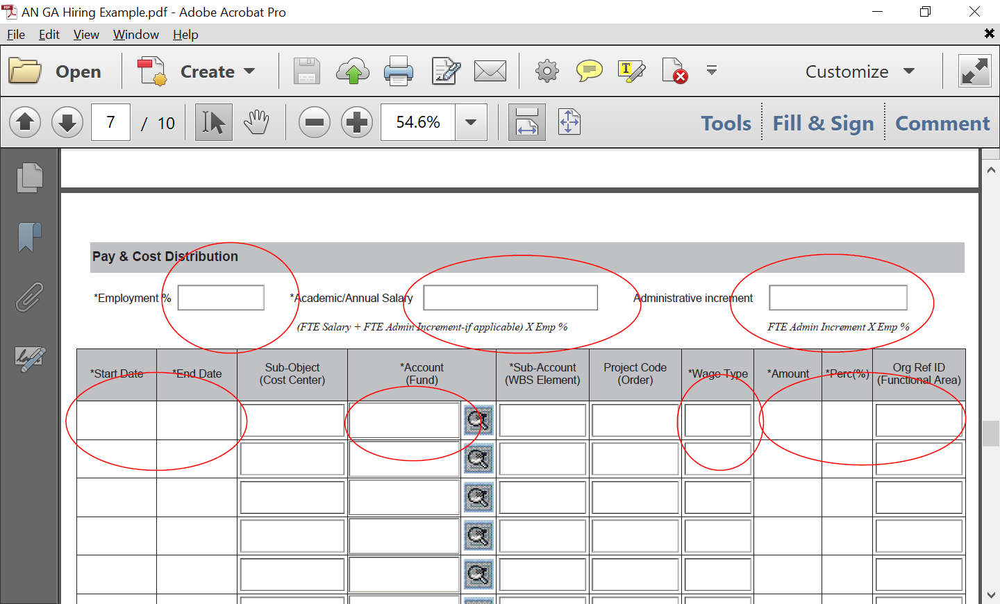 AN GA Hiring Example.pdf - Adobe Acrobat Pro
File Edit View Window Help
Open Create Customize
7 / 10 54.6% Tools Fill & Sign Comment
Pay & Cost Distribution
*Employment % *Academic/Annual Salary Administrative increment
(FTE Salary + FTE Admin Increment-if applicable) X Emp % FTE Admin Increment X Emp %
*Start Date *End Date Sub-Object (Cost Center) *Account (Fund) *Sub-Account (WBS Element) Project Code (Order) *Wage Type *Amount *Perc(%) Org Ref ID (Functional Area)